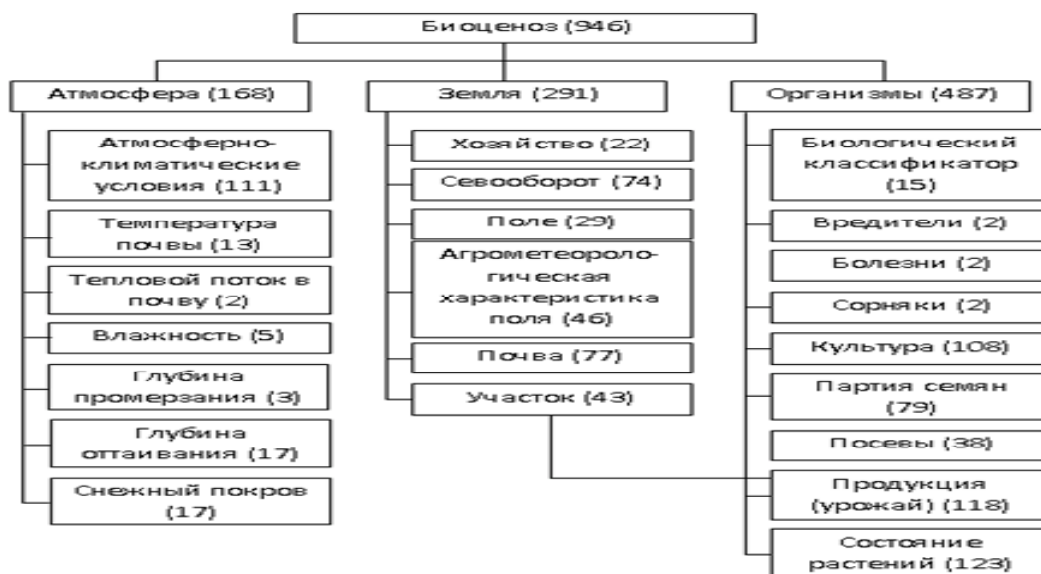 Биоценоз (946)
Атмосфера (168)
Атмосферно-
климатические
условия (111)
Температура
почвы (13)
Тепловой поток в
почву (2)
Влажность (5)
Глубина
промерзания (3)
Глубина
оттаивания (17)
Снежный покров
(17)
Земля (291)
Хозяйство (22)
Севооборот (74)
Поле (29)
Агрометеороло-
гическая
характеристика
поля (46)
Почва (77)
Участок (43)
Организмы (487)
Биологический
классификатор
(15)
Вредители (2)
Болезни (2)
Сорняки (2)
Культура (108)
Партия семян
(79)
Посевы (38)
Продукция
(урожай) (118)
Состояние
растений (123)